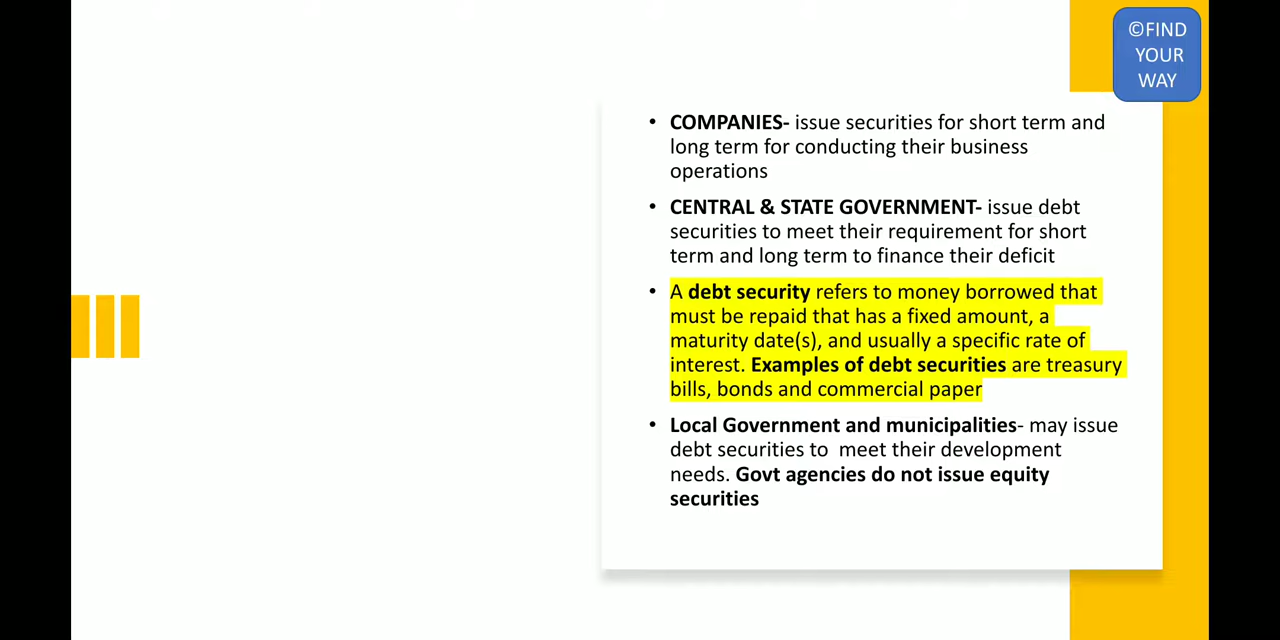 ©FIND
YOUR
WAY
• COMPANIES- issue securities for short term and
long term for conducting their business
operations
• CENTRAL & STATE GOVERNMENT- issue debt
securities to meet their requirement for short
term and long term to finance their deficit
• A debt security refers to money borrowed that
must be repaid that has a fixed amount, a
maturity date(s), and usually a specific rate of
interest. Examples of debt securities are treasury
bills, bonds and commercial paper
• Local Government and municipalities- may issue
debt securities to  meet their development
needs. Govt agencies do not issue equity
securities